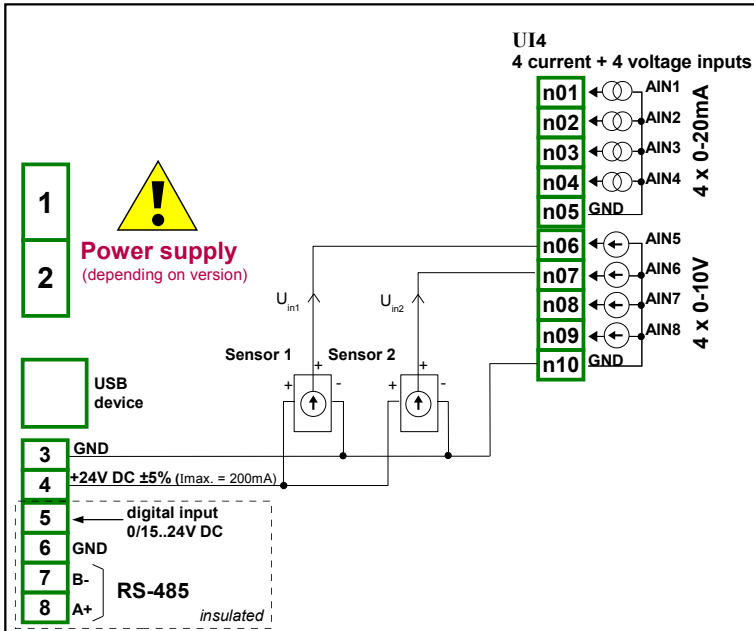 UI4
4 current + 4 voltage inputs
n01 AIN1
n02 AIN2
n03 AIN3
n04 AIN4
n05 GND
4 x 0-20mA
n06 AIN5
n07 AIN6
n08 AIN7
n09 AIN8
n10 GND
4 x 0-10V
1
2
!
Power supply
(depending on version)
Uin1
Uin2
Sensor 1
Sensor 2
+
+
-
+
+
-
USB
device
3 GND
4 +24V DC ±5% (Imax. = 200mA)
5 digital input
0/15..24V DC
6 GND
7 B-
8 A+
RS-485
insulated